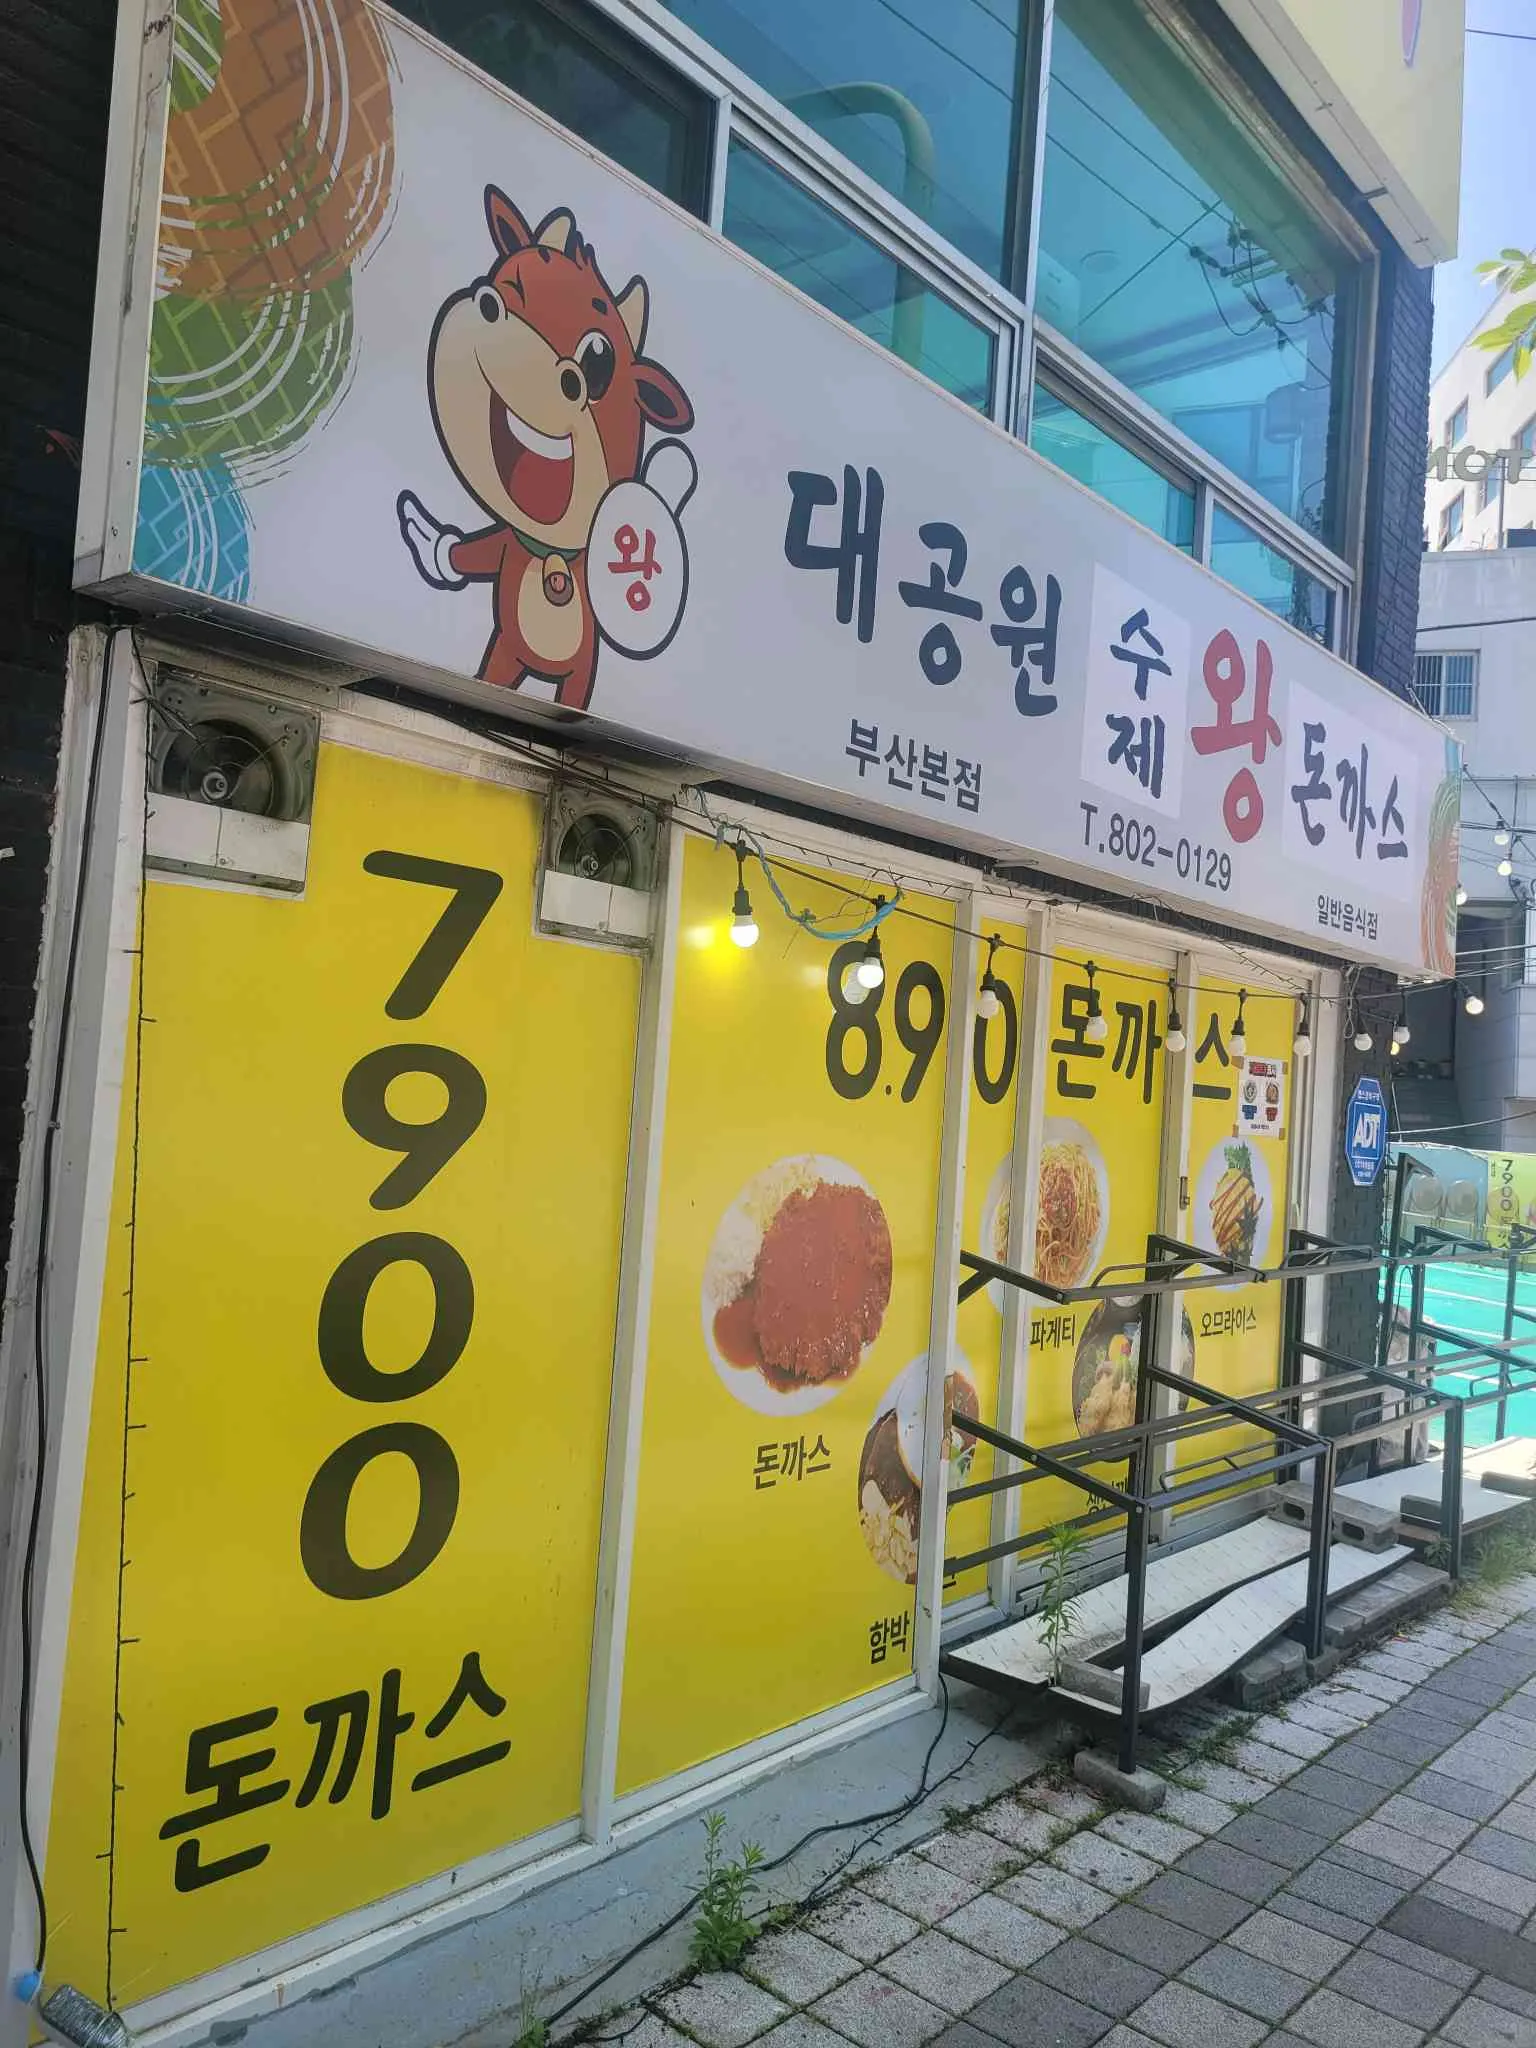 왕
대공원 수제 왕 돈까스
부산본점
T.802-0129
일반음식점
7900
돈까스
8.900 돈까스
돈까스
파게티
오므라이스
함박
ADT
7900